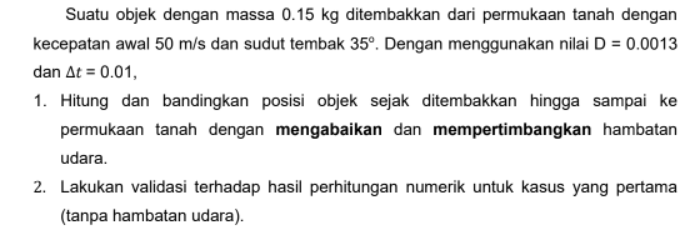 Suatu objek dengan massa 0.15 kg ditembakkan dari permukaan tanah dengan
kecepatan awal 50 m/s dan sudut tembak 35°. Dengan menggunakan nilai D = 0.0013
dan Δt = 0.01,
1. Hitung dan bandingkan posisi objek sejak ditembakkan hingga sampai ke
permukaan tanah dengan mengabaikan dan mempertimbangkan hambatan
udara.
2. Lakukan validasi terhadap hasil perhitungan numerik untuk kasus yang pertama
(tanpa hambatan udara).